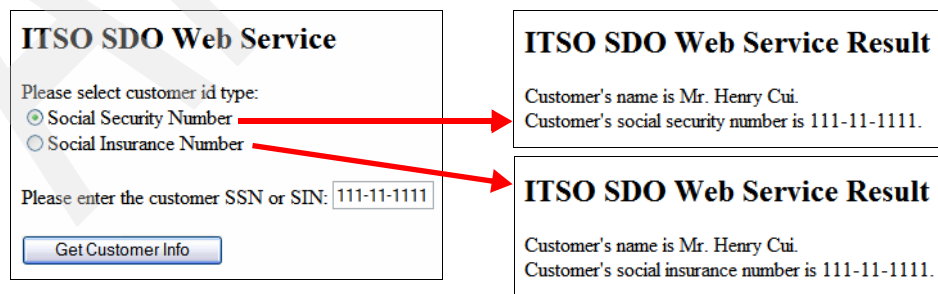 ITSO SDO Web Service
Please select customer id type:
Social Security Number
Social Insurance Number
Please enter the customer SSN or SIN: 111-11-1111
Get Customer Info
ITSO SDO Web Service Result
Customer's name is Mr. Henry Cui.
Customer's social security number is 111-11-1111.
ITSO SDO Web Service Result
Customer's name is Mr. Henry Cui.
Customer's social insurance number is 111-11-1111.